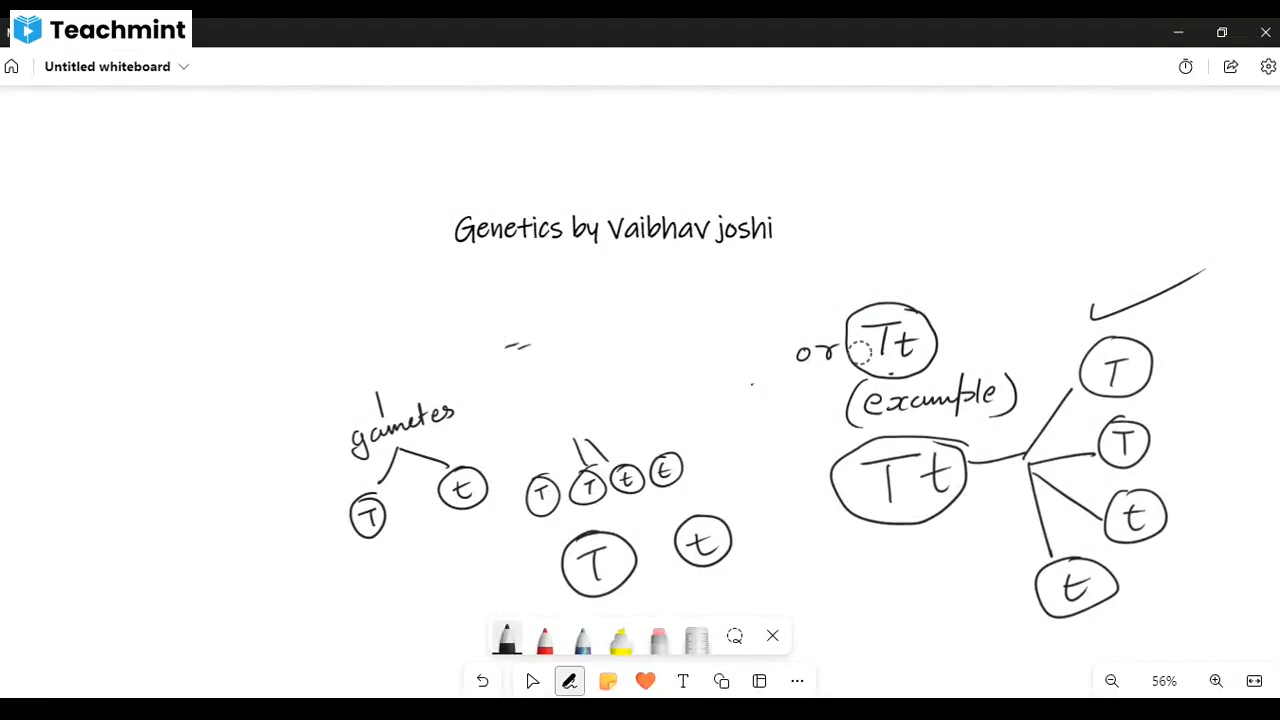 Teachmint
Untitled whiteboard
Genetics by Vaibhav joshi
or Tt
(example)
gametes
T t
T T t t
T t
Tt
T
T
t
t
56%